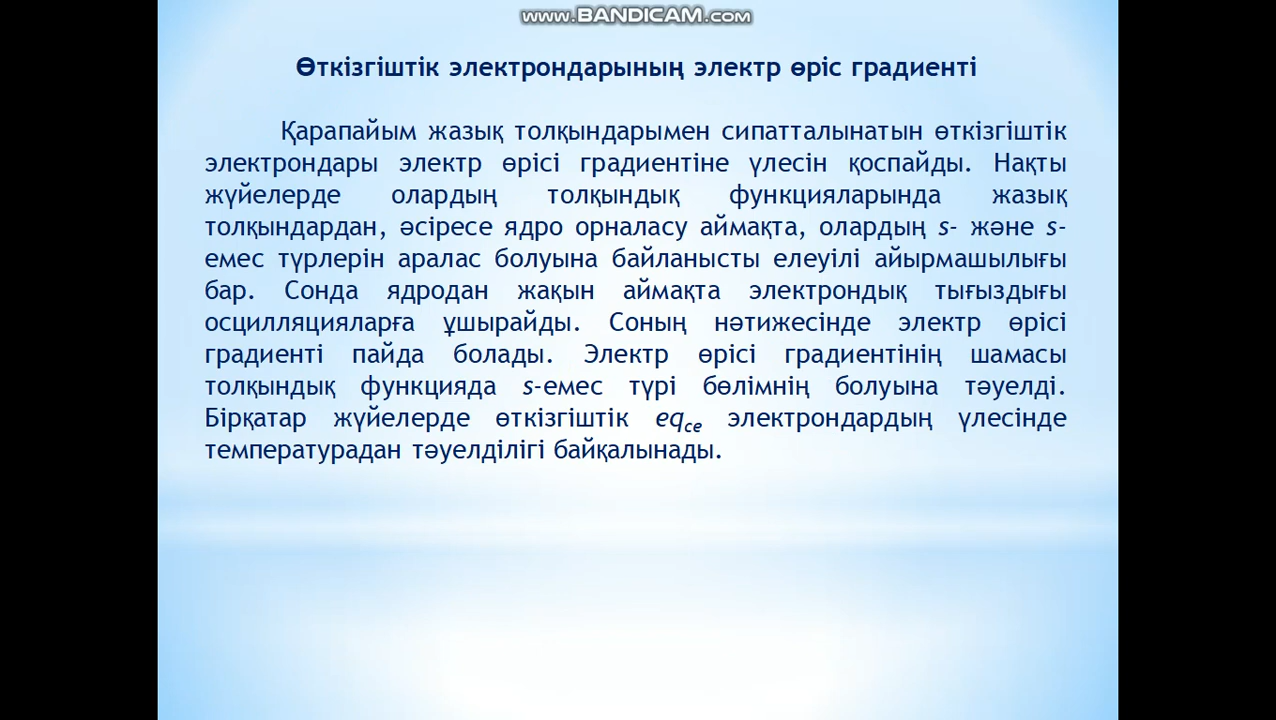 www.BANDICAM.com
Өткізгіштік электрондарының электр өріс градиенті
Қарапайым жазық толқындарымен сипатталынатын өткізгіштік
электрондары электр өрісі градиентіне үлесін қоспайды. Нақты
жүйелерде олардың толқындық функцияларында жазық
толқындардан, әсіресе ядро орналасу аймақта, олардың s- және s-
емес түрлерін аралас болуына байланысты елеуілі айырмашылығы
бар. Сонда ядродан жақын аймақта электрондық тығыздығы
осцилляцияларға ұшырайды. Соның нәтижесінде электр өрісі
градиенті пайда болады. Электр өрісі градиентінің шамасы
толқындық функцияда s-емес түрі бөлімнің болуына тәуелді.
Бірқатар жүйелерде өткізгіштік eqce электрондардың үлесінде
температурадан тәуелділігі байқалынады.